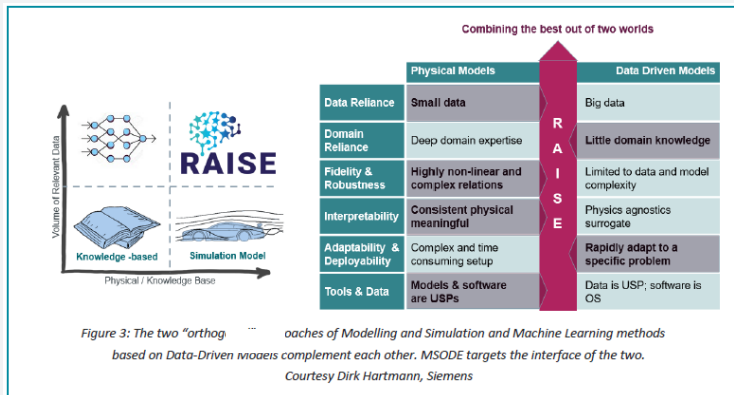 Combining the best out of two worlds
Physical Models
Data Driven Models
Data Reliance
Small data
Big data
Domain
Reliance
Deep domain expertise
Little domain knowledge
Fidelity &
Robustness
Highly non-linear and
complex relations
Limited to data and model
complexity
Interpretability
Consistent physical
meaningful
Physics agnostics
surrogate
Adaptability &
Deployability
Complex and time
consuming setup
Rapidly adapt to a
specific problem
Tools & Data
Models & software
are USPs
Data is USP; software is
OS
RAISE
Volume of Relevant Data
RAISE
Knowledge -based
Simulation Model
Physical / Knowledge Base
Figure 3: The two of Modelling and Simulation and Machine Learning methods
based on Data-Driven Models complement each other. MSODE targets the interface of the two.
Courtesy Dirk Hartmann, Siemens